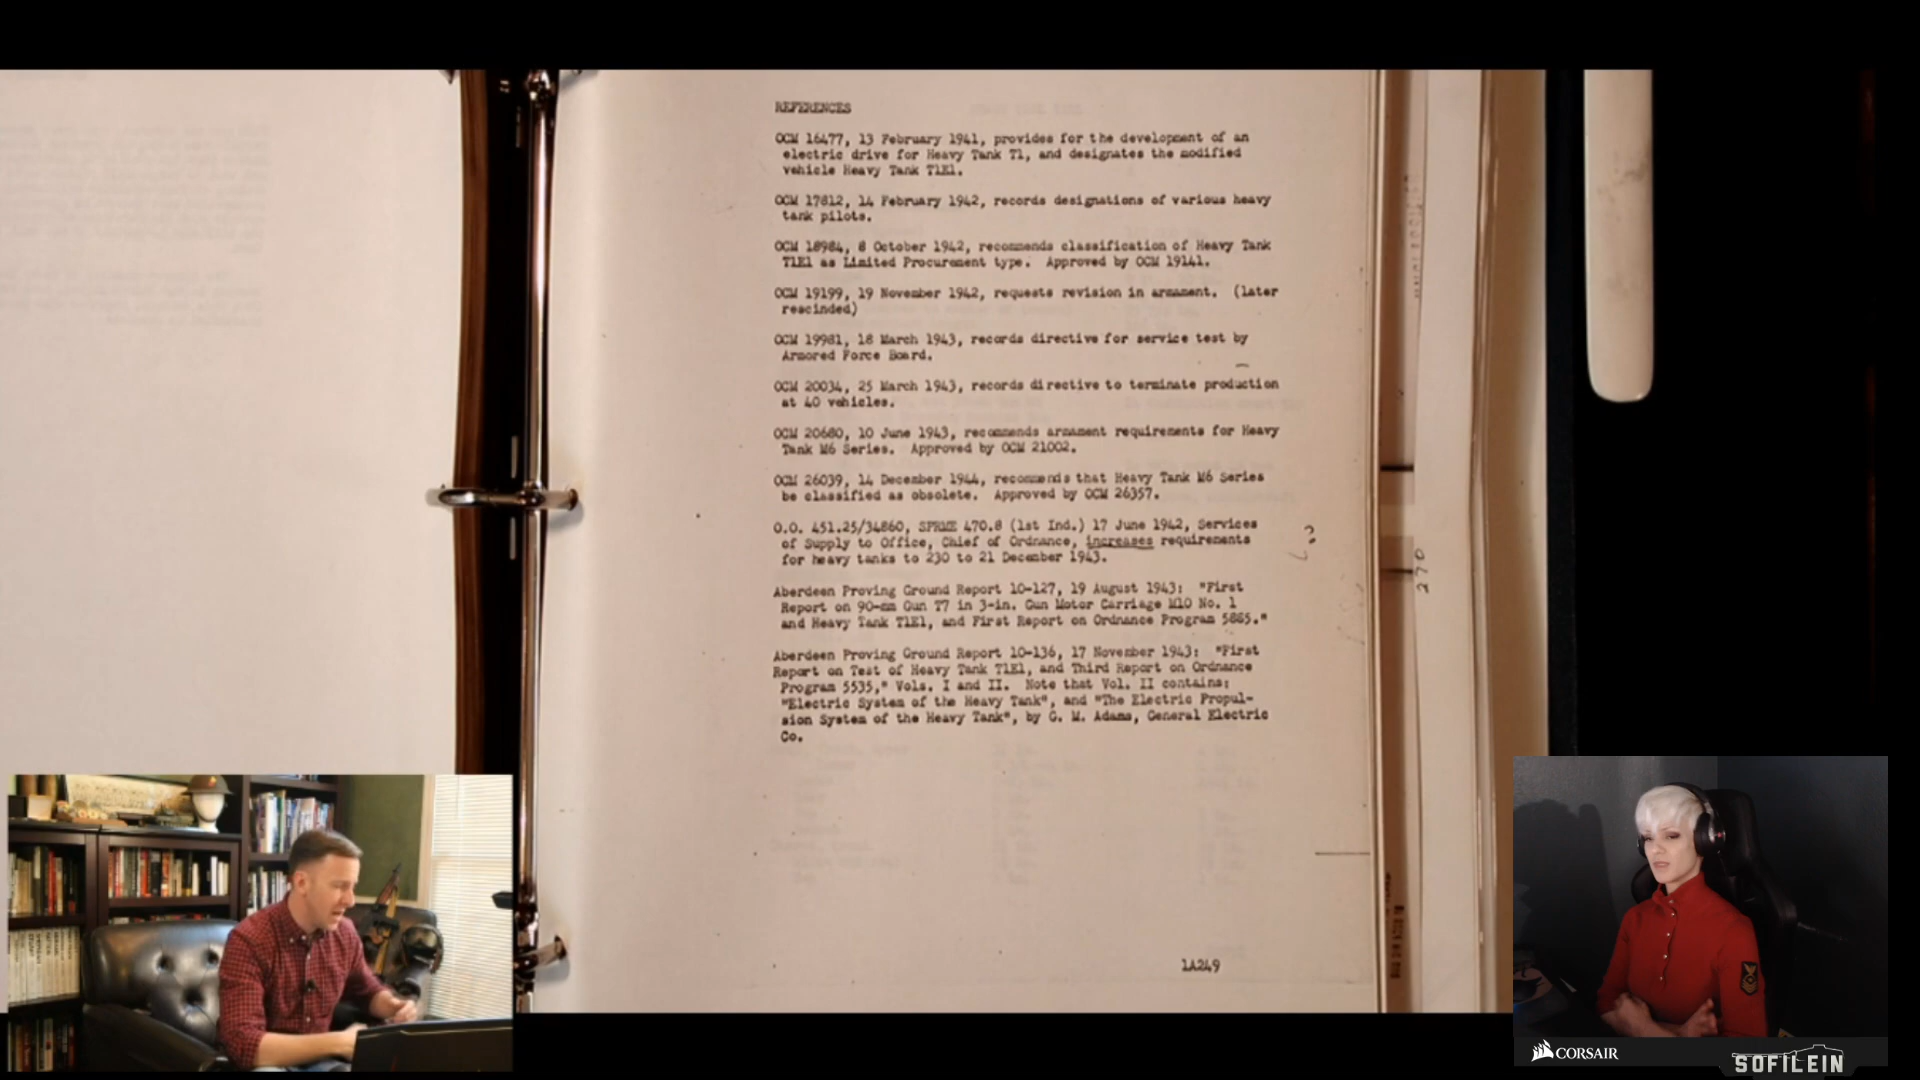 REFERENCES
OCM 16477, 13 February 1941, provides for the development of an
electric drive for Heavy Tank T1, and designates the modified
vehicle Heavy Tank T1E1.
OCM 17812, 14 February 1942, records designations of various heavy
tank pilots.
OCM 18984, 8 October 1942, recommends classification of Heavy Tank
T1E1 as Limited Procurement type. Approved by OCM 19141.
OCM 19199, 19 November 1942, requests revision in armament. (later
rescinded)
OCM 19981, 18 March 1943, records directive for service test by
Armored Force Board.
OCM 20034, 25 March 1943, records directive to terminate production
at 40 vehicles.
OCM 20680, 10 June 1943, recommends armament requirements for Heavy
Tank M6 Series. Approved by OCM 21002.
OCM 26039, 14 December 1944, recommends that Heavy Tank M6 Series
be classified as obsolete. Approved by OCM 26357.
O.O. 451.25/34860, SPRME 470.8 (1st Ind.) 17 June 1942, Services
of Supply to Office, Chief of Ordnance, increases requirements
for heavy tanks to 230 to 21 December 1943.
Aberdeen Proving Ground Report 10-127, 19 August 1943: "First
Report on 90-mm Gun T7 in 3-in. Gun Motor Carriage M10 No. 1
and Heavy Tank T1E1, and First Report on Ordnance Program 5885."
Aberdeen Proving Ground Report 10-136, 17 November 1943: "First
Report on Test of Heavy Tank T1E1, and Third Report on Ordnance
Program 5535," Vols. I and II. Note that Vol. II contains:
"Electric System of the Heavy Tank", and "The Electric Propul-
sion System of the Heavy Tank", by G. M. Adams, General Electric
Co.
1A249
270
CORSAIR
SOFILEIN